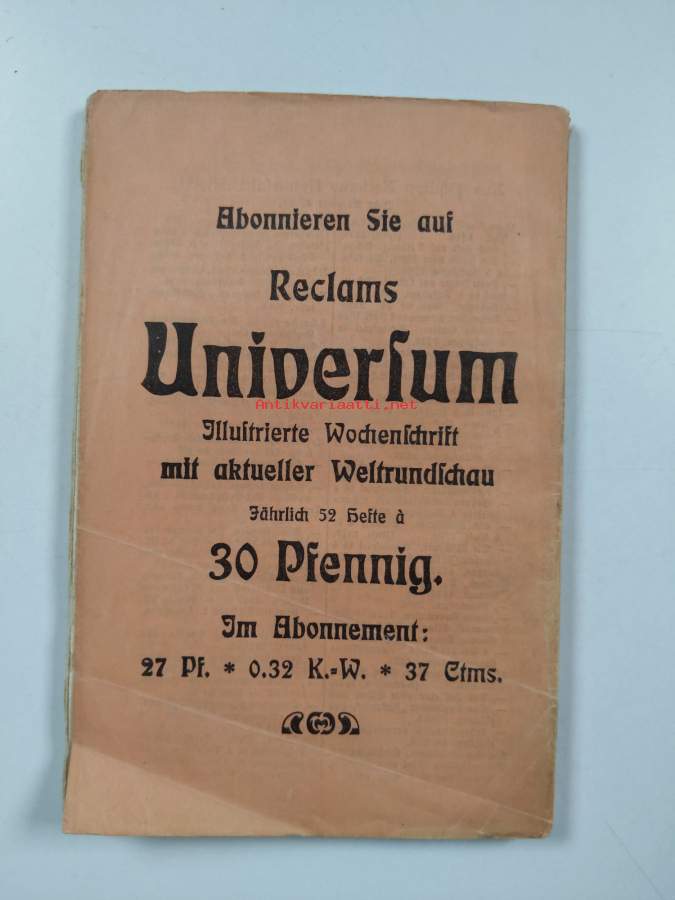 Abonnieren Sie auf
Reclams
Univerſum
Antikvariaatti.net
Illuſtrierte Wochenſchrift
mit aktueller Weltrundſchau
Jährlich 52 Hefte à
30 Pfennig.
Im Abonnement:
27 Pf. * 0.32 K.=W. * 37 Ctms.